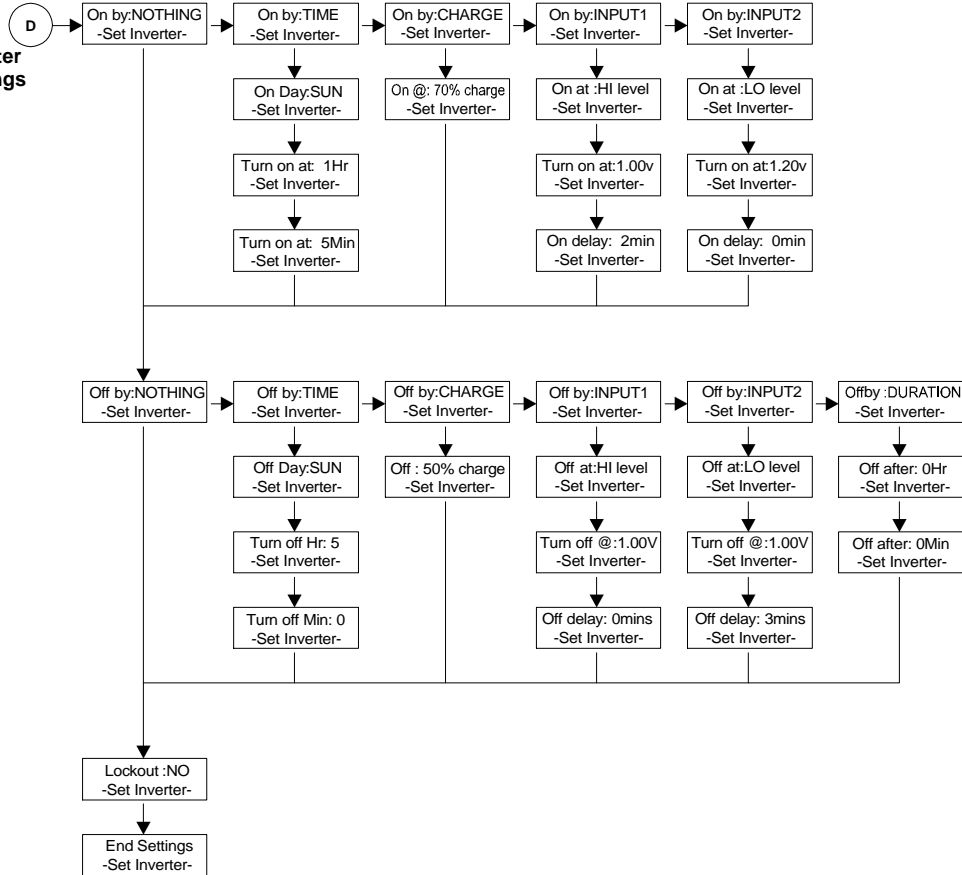 D
On by:NOTHING
-Set Inverter-
On by:TIME
-Set Inverter-
On by:CHARGE
-Set Inverter-
On by:INPUT1
-Set Inverter-
On by:INPUT2
-Set Inverter-
On Day:SUN
-Set Inverter-
On @: 70% charge
-Set Inverter-
On at :HI level
-Set Inverter-
On at :LO level
-Set Inverter-
Turn on at: 1Hr
-Set Inverter-
Turn on at:1.00v
-Set Inverter-
Turn on at:1.20v
-Set Inverter-
Turn on at: 5Min
-Set Inverter-
On delay: 2min
-Set Inverter-
On delay: 0min
-Set Inverter-
Off by:NOTHING
-Set Inverter-
Off by:TIME
-Set Inverter-
Off by:CHARGE
-Set Inverter-
Off by:INPUT1
-Set Inverter-
Off by:INPUT2
-Set Inverter-
Offby :DURATION
-Set Inverter-
Off Day:SUN
-Set Inverter-
Off : 50% charge
-Set Inverter-
Off at:HI level
-Set Inverter-
Off at:LO level
-Set Inverter-
Off after: 0Hr
-Set Inverter-
Turn off Hr: 5
-Set Inverter-
Turn off @:1.00V
-Set Inverter-
Turn off @:1.00V
-Set Inverter-
Off after: 0Min
-Set Inverter-
Turn off Min: 0
-Set Inverter-
Off delay: 0mins
-Set Inverter-
Off delay: 3mins
-Set Inverter-
Lockout :NO
-Set Inverter-
End Settings
-Set Inverter-